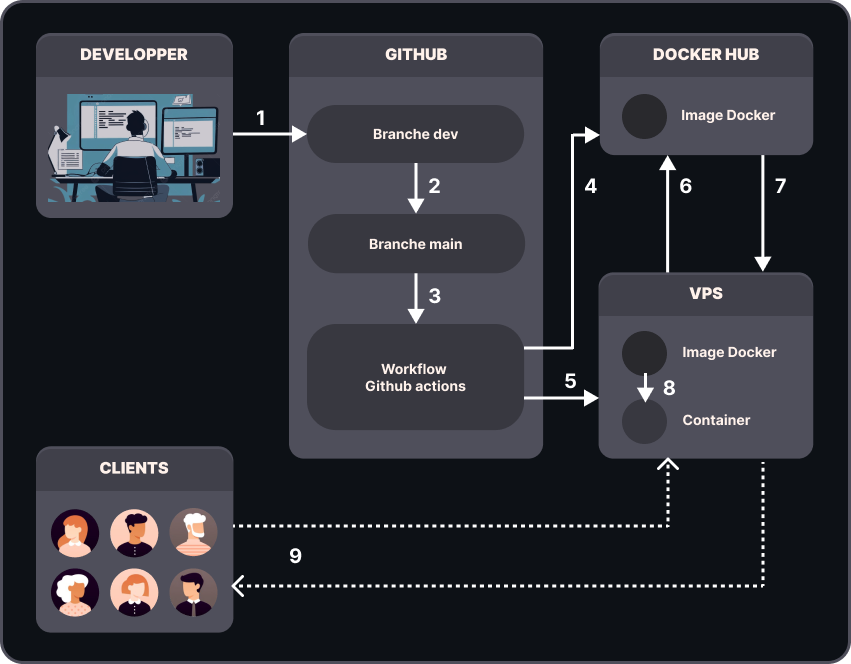 DEVELOPPER
GITHUB
DOCKER HUB
1
Branche dev
Image Docker
2
4
6
7
Branche main
3
VPS
Workflow
Github actions
5
Image Docker
8
Container
CLIENTS
9